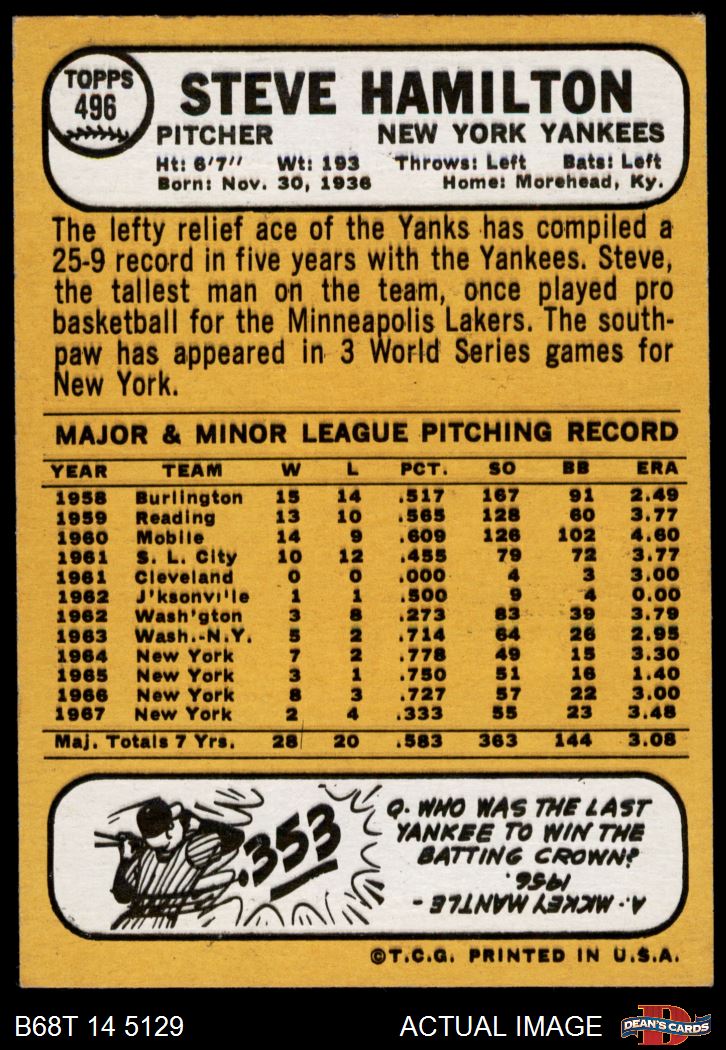 TOPPS
496
STEVE HAMILTON
PITCHER NEW YORK YANKEES
Ht: 6'7" Wt: 193 Throws: Left Bats: Left
Born: Nov. 30, 1936 Home: Morehead, Ky.
The lefty relief ace of the Yanks has compiled a
25-9 record in five years with the Yankees. Steve,
the tallest man on the team, once played pro
basketball for the Minneapolis Lakers. The south-
paw has appeared in 3 World Series games for
New York.
MAJOR & MINOR LEAGUE PITCHING RECORD
YEAR TEAM W L PCT. SO BB ERA
1958 Burlington 15 14 .517 167 91 2.49
1959 Reading 13 10 .565 128 60 3.77
1960 Mobile 14 9 .609 126 102 4.60
1961 S. L. City 10 12 .455 79 72 3.77
1961 Cleveland 0 0 .000 4 3 3.00
1962 J'ksonville 1 1 .500 9 4 0.00
1962 Wash'gton 3 8 .273 83 39 3.79
1963 Wash.-N.Y. 5 2 .714 64 26 2.95
1964 New York 7 2 .778 49 15 3.30
1965 New York 3 1 .750 51 16 1.40
1966 New York 8 3 .727 57 22 3.00
1967 New York 2 4 .333 55 23 3.48
Maj. Totals 7 Yrs. 28 20 .583 363 144 3.08
.353
Q. WHO WAS THE LAST
YANKEE TO WIN THE
BATTING CROWN?
A. MICKEY MANTLE -
1956.
©T.C.G. PRINTED IN U.S.A.
B68T 14 5129 ACTUAL IMAGE
D
DEAN'S CARDS